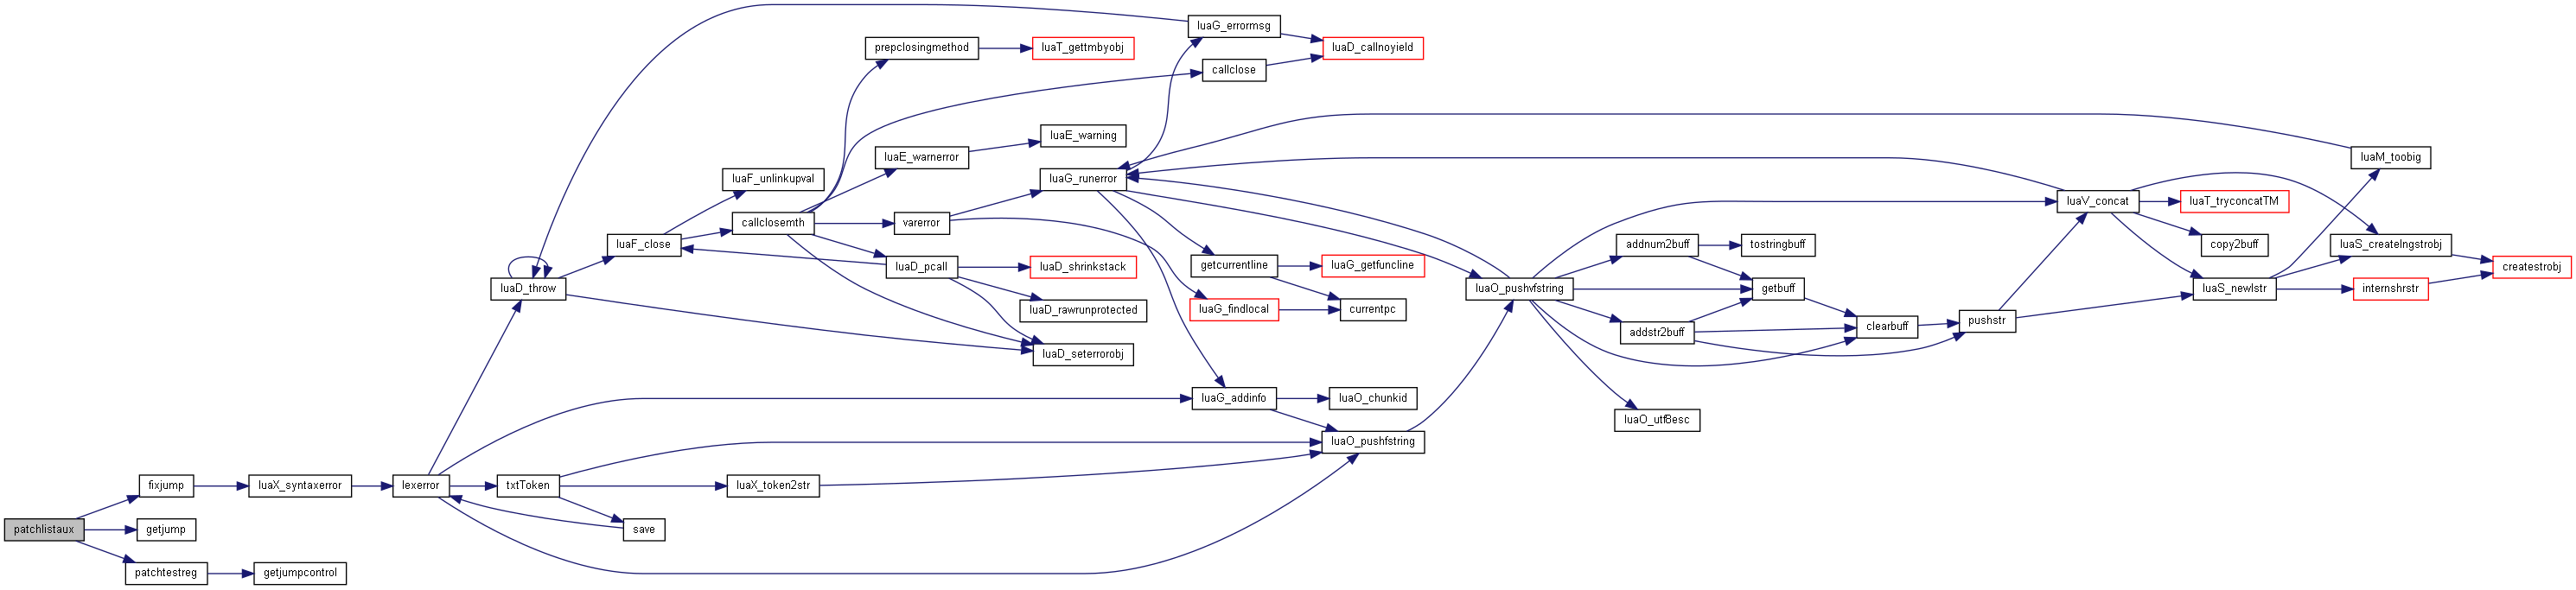 patchlistaux
fixjump
getjump
patchtestreg
luaX_syntaxerror
getjumpcontrol
lexerror
luaD_throw
txtToken
luaF_close
save
luaF_unlinkupval
callclosemth
luaX_token2str
prepclosingmethod
luaE_warnerror
varerror
luaD_pcall
luaT_gettmbyobj
luaE_warning
luaG_runerror
luaD_shrinkstack
luaD_rawrunprotected
luaD_seterrorobj
luaG_errormsg
callclose
getcurrentline
luaG_findlocal
luaG_addinfo
luaD_callnoyield
luaG_getfuncline
currentpc
luaO_chunkid
luaO_pushfstring
luaO_pushvfstring
addnum2buff
addstr2buff
luaO_utf8esc
tostringbuff
getbuff
clearbuff
pushstr
luaV_concat
luaT_tryconcatTM
copy2buff
luaS_newlstr
luaM_toobig
luaS_createlngstrobj
internshrstr
createstrobj